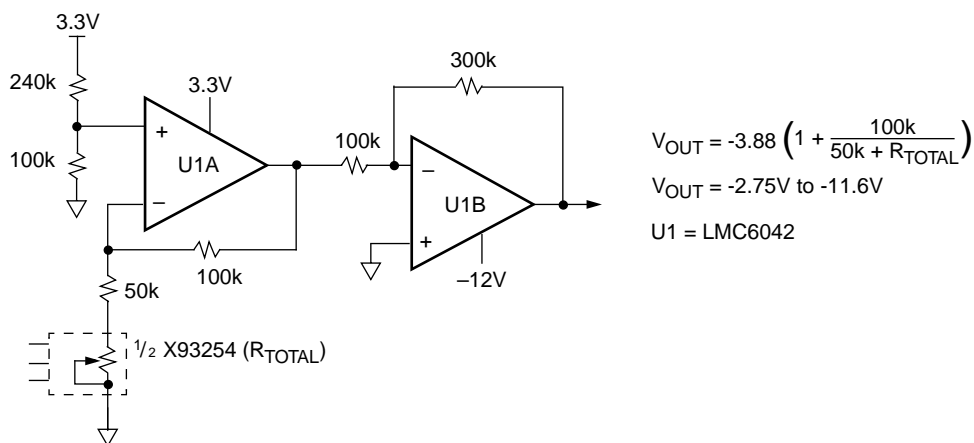 3.3V
240k
100k
3.3V
+
U1A
−
100k
50k
½ X93254 (RTOTAL)
100k
300k
−
U1B
+
–12V
VOUT = -3.88 (1 + 100k / 50k + RTOTAL)
VOUT = -2.75V to -11.6V
U1 = LMC6042